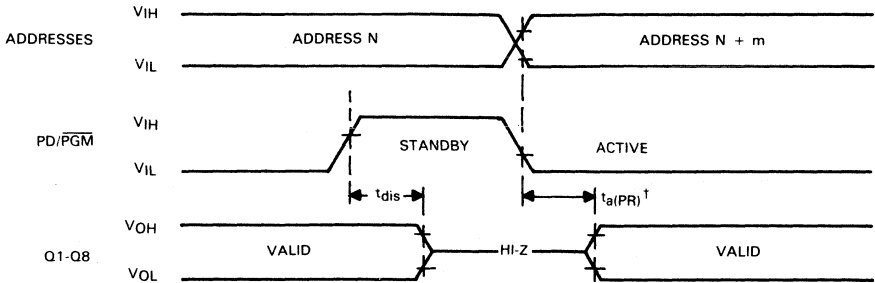 VIH
ADDRESSES
ADDRESS N
ADDRESS N + m
VIL
VIH
PD/PGM
STANDBY
ACTIVE
VIL
tdis
ta(PR)†
VOH
Q1-Q8
VALID
HI-Z
VALID
VOL